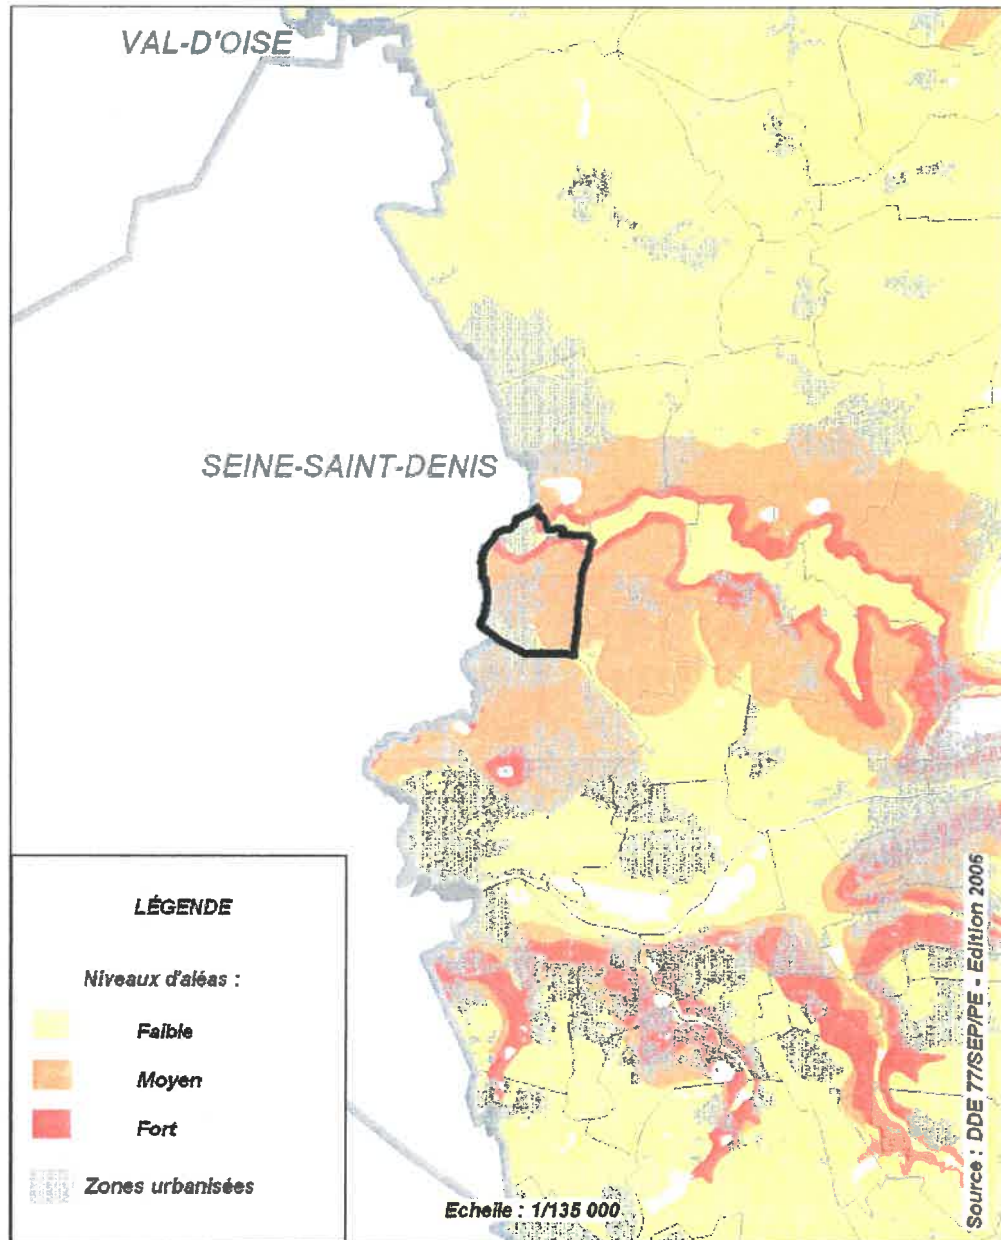 VAL-D'OISE
SEINE-SAINT-DENIS
LÉGENDE
Niveaux d'aléas :
Faible
Moyen
Fort
Zones urbanisées
Echelle : 1/135 000
Source : DDE 77/SEP/PE - Edition 2006